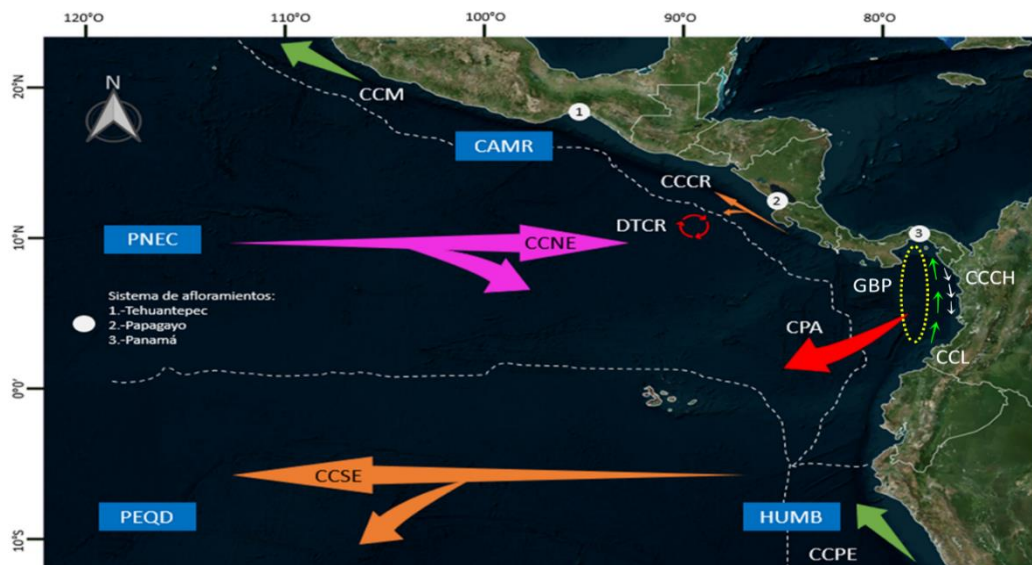 120°O 110°O 100°O 90°O 80°O
20°N
N
CCM
1
CAMR
CCCR
2
DTCR
10°N
PNEC
CCNE
3
GBP
CCCH
Sistema de afloramientos:
1.-Tehuantepec
2.-Papagayo
3.-Panamá
CPA
CCL
0°0'
CCSE
PEQD
HUMB
10°S
CCPE